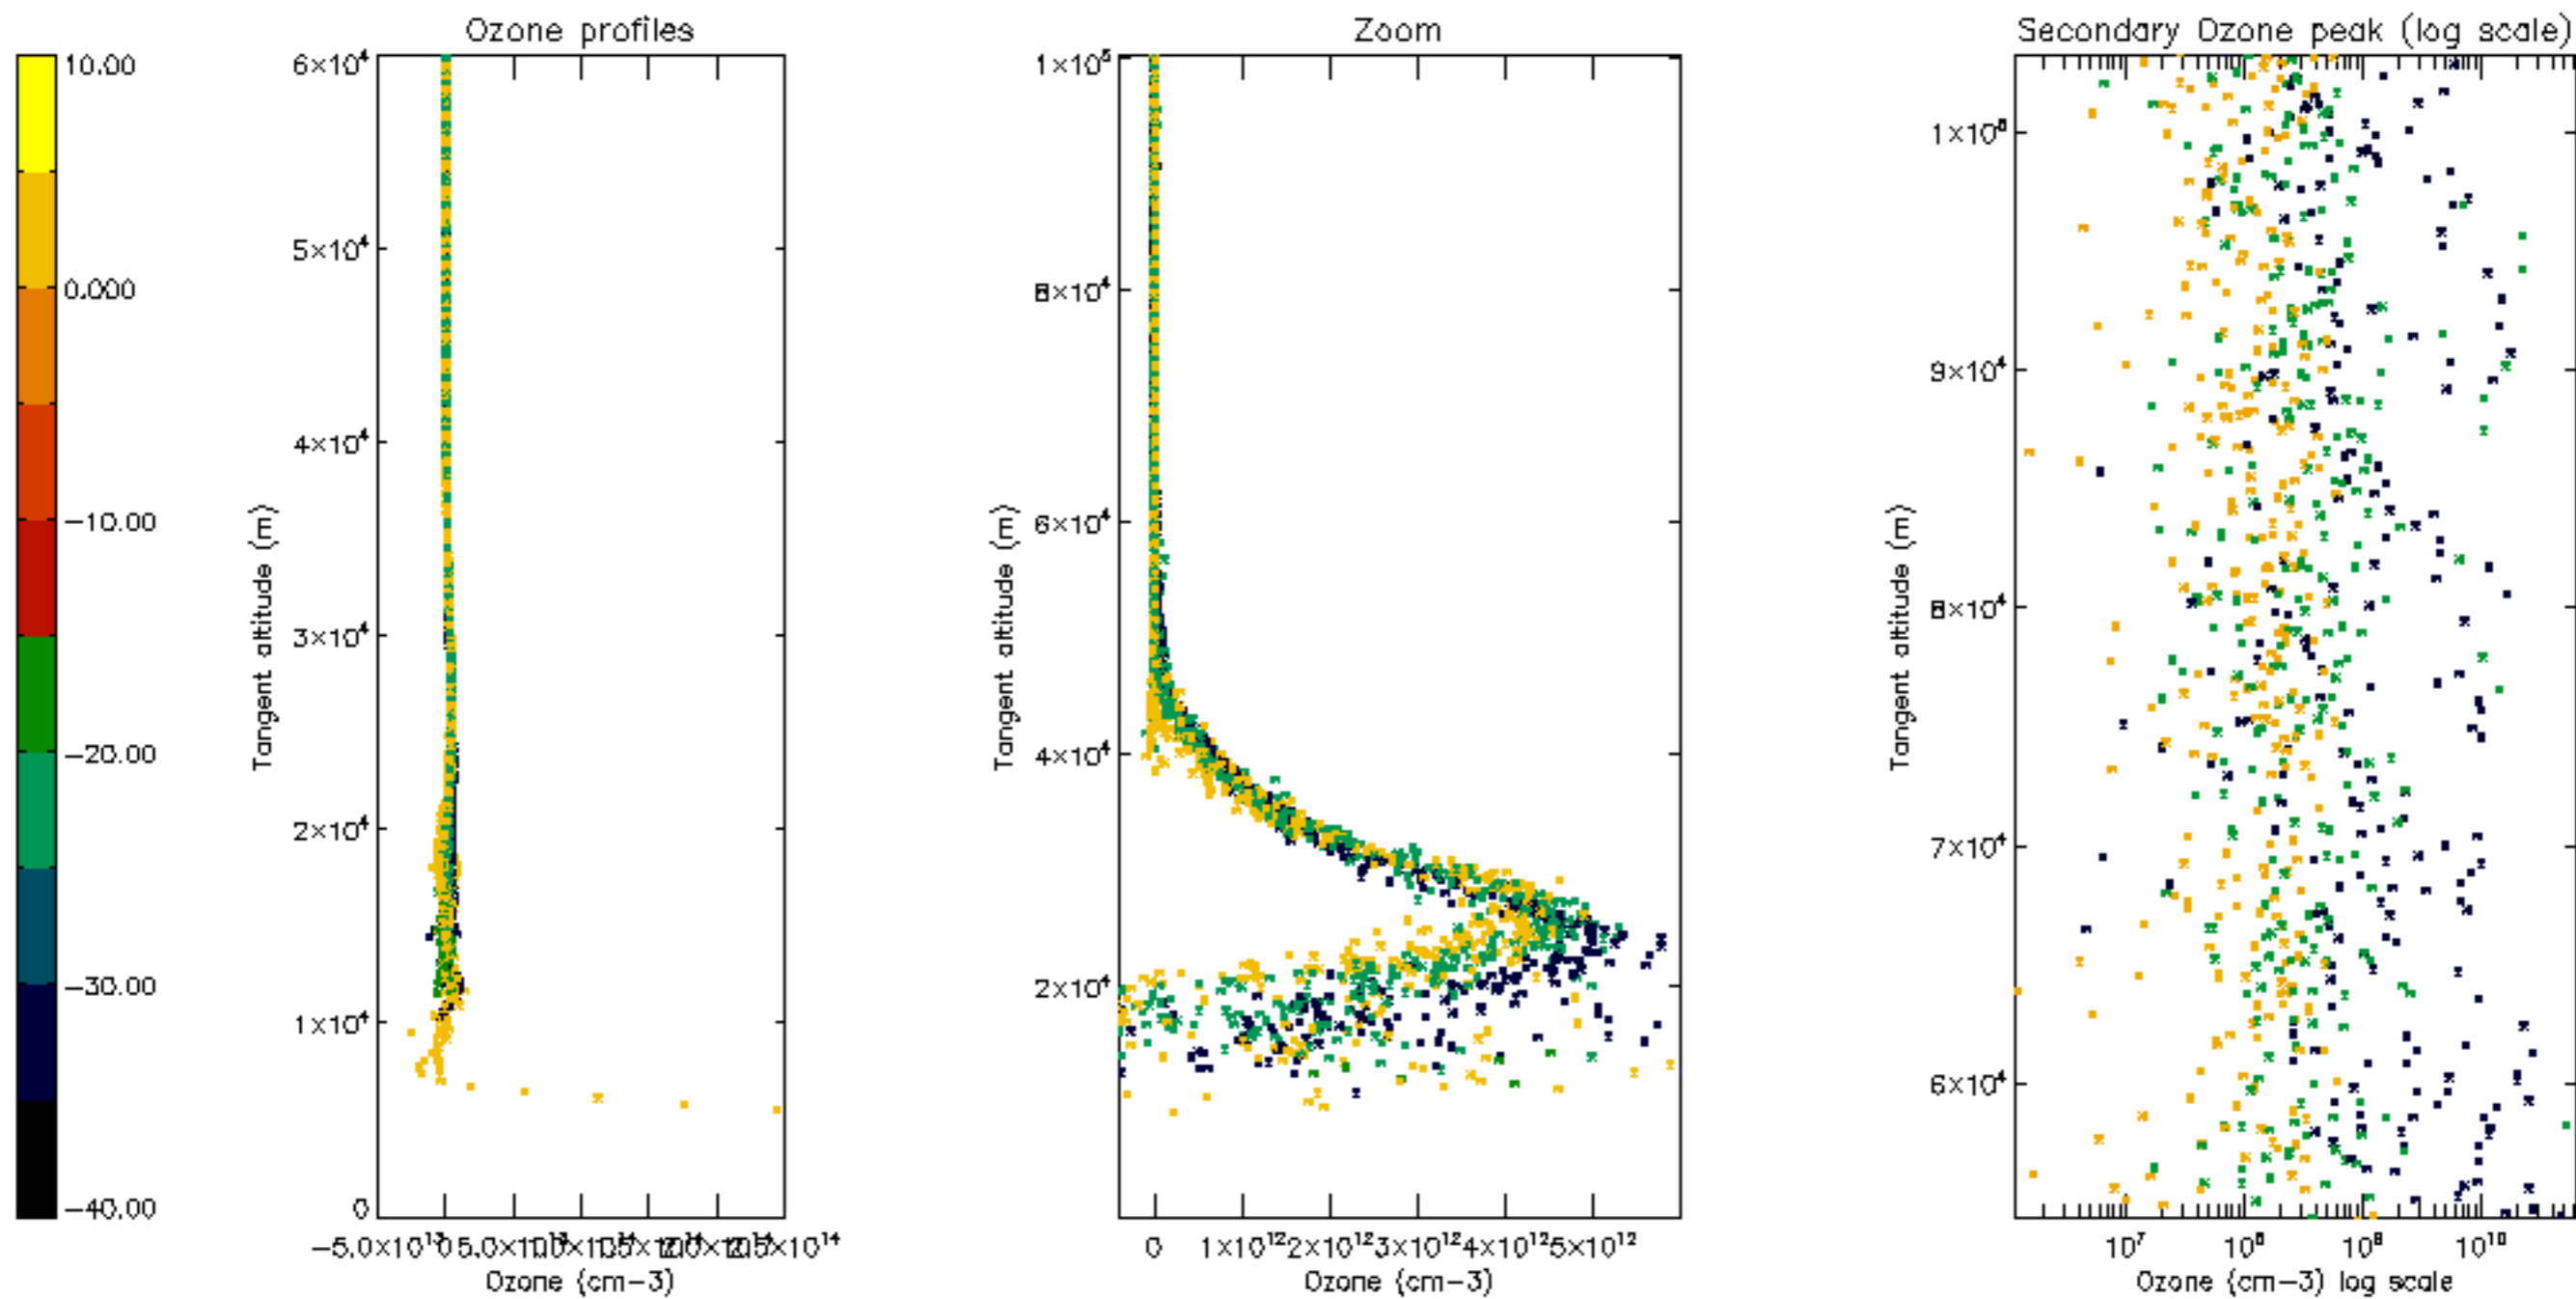 Ozone profiles
Zoom
Secondary Ozone peak (log scale)
10.00
0.000
−10.00
−20.00
−30.00
−40.00
6×10⁴
5×10⁴
4×10⁴
3×10⁴
2×10⁴
1×10⁴
0
Tangent altitude (m)
−5.0×10¹³
Ozone (cm−3)
1×10⁵
8×10⁴
6×10⁴
4×10⁴
2×10⁴
Tangent altitude (m)
0 1×10¹² 2×10¹² 3×10¹² 4×10¹² 5×10¹²
Ozone (cm−3)
1×10⁵
9×10⁴
8×10⁴
7×10⁴
6×10⁴
Tangent altitude (m)
10⁷ 10⁸ 10⁹ 10¹⁰
Ozone (cm−3) log scale